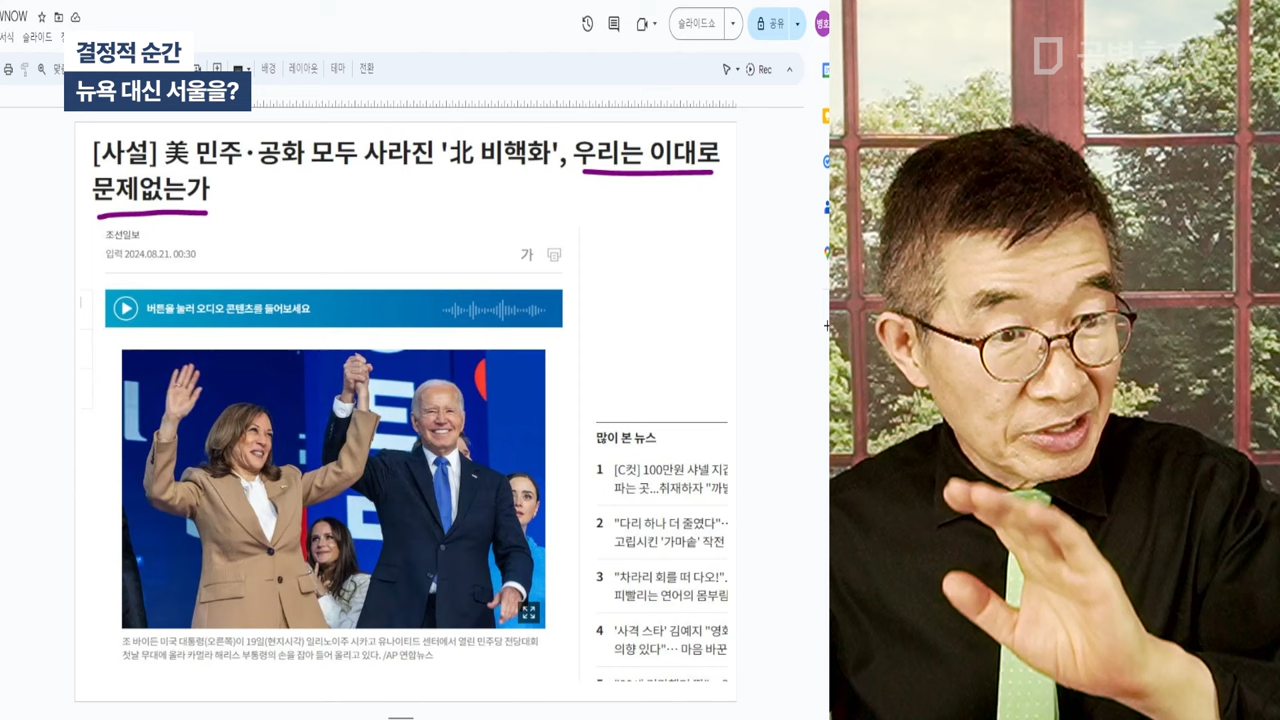 WNOW
서식 슬라이드
슬라이드쇼
공유
병호
배경 레이아웃 테마 전환
Rec
결정적 순간
뉴욕 대신 서울을?
[사설] 美 민주·공화 모두 사라진 '北 비핵화', 우리는 이대로
문제없는가
조선일보
입력 2024.08.21. 00:30
가
버튼을 눌러 오디오 콘텐츠를 들어보세요
조 바이든 미국 대통령(오른쪽)이 19일(현지시각) 일리노이주 시카고 유나이티드 센터에서 열린 민주당 전당대회
첫날 무대에 올라 카멀라 해리스 부통령의 손을 잡아 들어 올리고 있다. /AP 연합뉴스
많이 본 뉴스
1 [C컷] 100만원 샤넬 지갑
파는 곳...취재하자 "까발
2 "다리 하나 더 줄였다"…
고립시킨 '가마솥' 작전
3 "차라리 회를 떠 다오!"...
피빨리는 연어의 몸부림
4 '사격 스타' 김예지 "영화
의향 있다"… 마음 바꾼